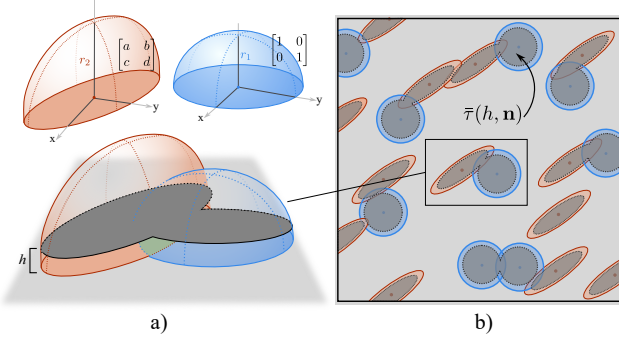 r₂
a b
c d
x
y
r₁
1 0
0 1
x
y
h
τ̄(h, n)
a)
b)